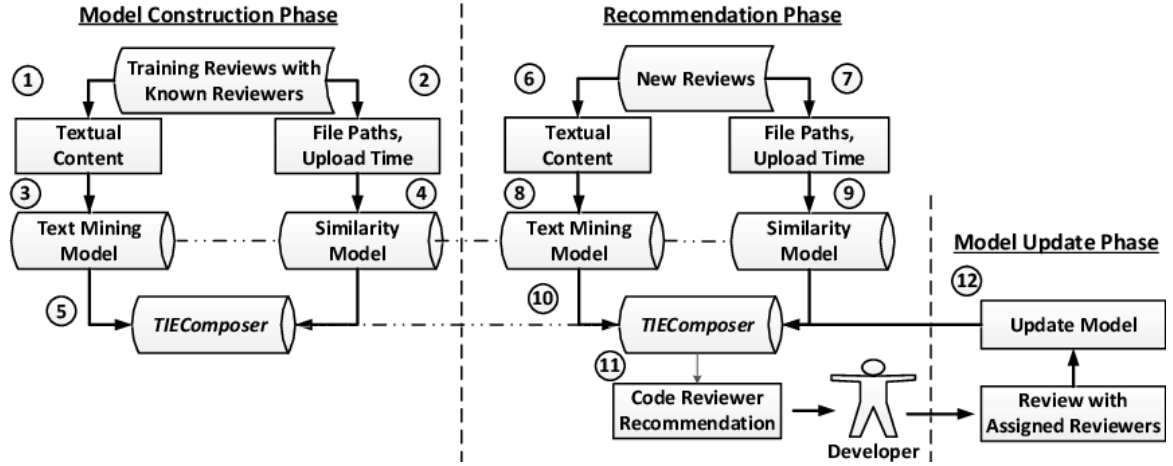 Model Construction Phase
Recommendation Phase
1
Training Reviews with
Known Reviewers
2
6
New Reviews
7
Textual
Content
File Paths,
Upload Time
Textual
Content
File Paths,
Upload Time
3
4
8
9
Text Mining
Model
Similarity
Model
Text Mining
Model
Similarity
Model
Model Update Phase
5
TIEComposer
10
TIEComposer
12
Update Model
11
Code Reviewer
Recommendation
Developer
Review with
Assigned Reviewers